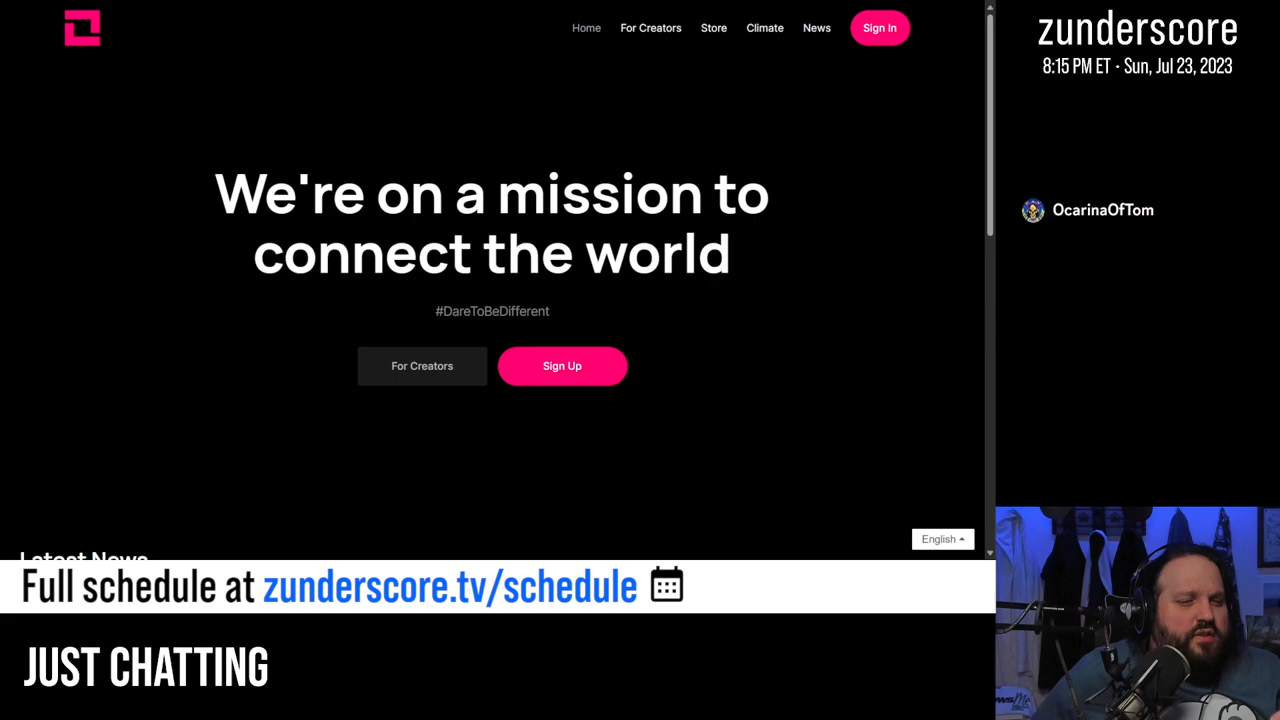 Home For Creators Store Climate News Sign In
We're on a mission to
connect the world
#DareToBeDifferent
For Creators Sign Up
English
Latest News
Full schedule at zunderscore.tv/schedule
JUST CHATTING
zunderscore
8:15 PM ET · Sun, Jul 23, 2023
OcarinaOfTom